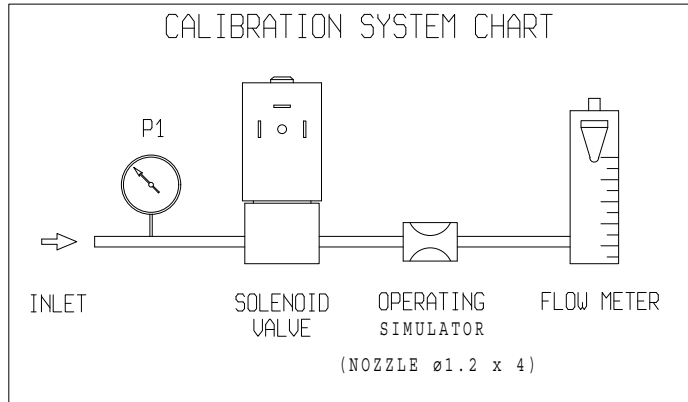 CALIBRATION SYSTEM CHART
P1
INLET
SOLENOID
VALVE
OPERATING
SIMULATOR
FLOW METER
(NOZZLE ø1.2 x 4)